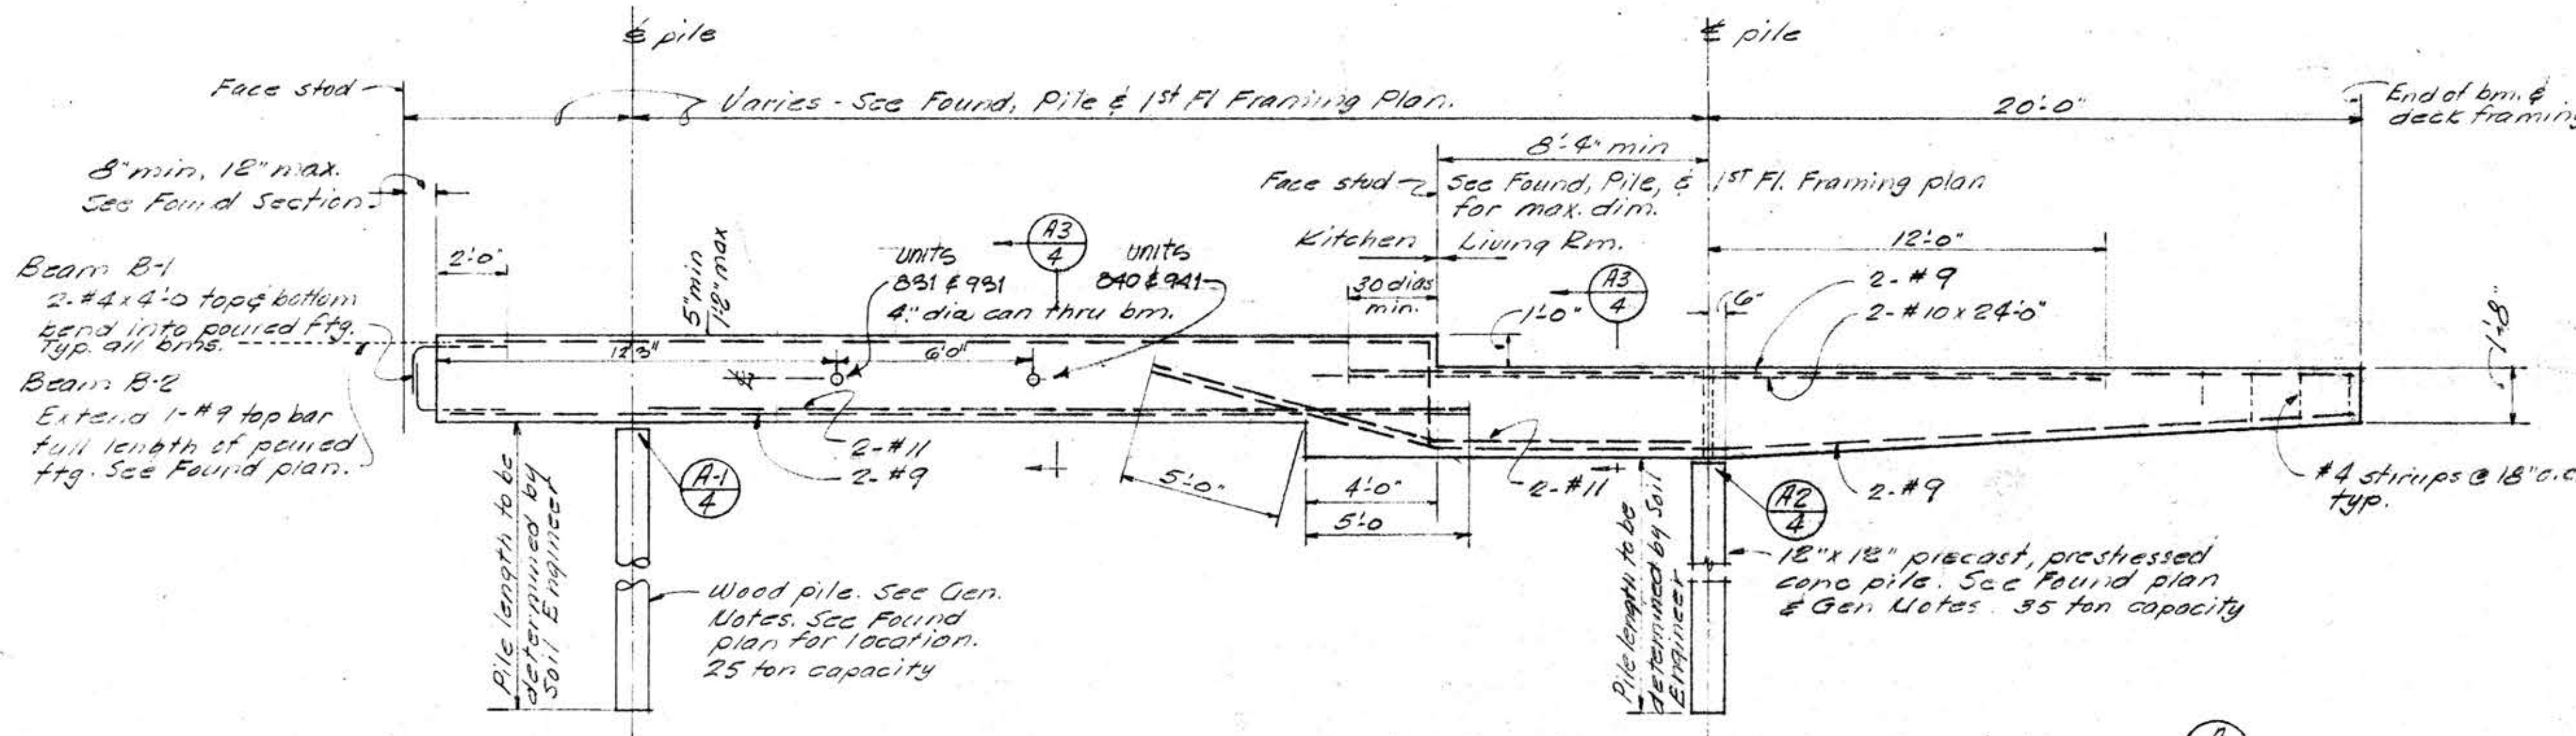 ⅊ pile
⅊ pile
Face stud
Varies - See Found, Pile & 1st Fl Framing Plan.
20'-0"
End of bm. &
deck framing
8" min, 12" max.
See Found Section.
8'-4" min
Face stud
See Found, Pile, & 1ST Fl. Framing plan
for max. dim.
Kitchen
Living Rm.
12'-0"
2'-0"
5" min
1'-2" max
units
831 & 931
A3
4
units
840 & 941
4" dia can thru bm.
30 dias
min.
1'-0"
A3
4
6"
2-#9
2-#10 x 24'-0"
1'-8"
Beam B-1
2-#4 x 4'-0 top & bottom
bend into poured ftg.
Typ. all bms.
12'3"
6'0"
Beam B-2
Extend 1-#9 top bar
full length of poured
ftg. See Found plan.
2-#11
2-#9
A-1
4
5'-0"
4'-0"
5'-0
2-#11
A2
4
2-#9
#4 stirrups @ 18" o.c.
typ.
Pile length to be
determined by
Soil Engineer
Wood pile. See Gen.
Notes. See Found
plan for location.
25 ton capacity
Pile length to be
determined by Soil
Engineer
12" x 12" precast, prestressed
conc pile. See Found plan
& Gen Notes. 35 ton capacity